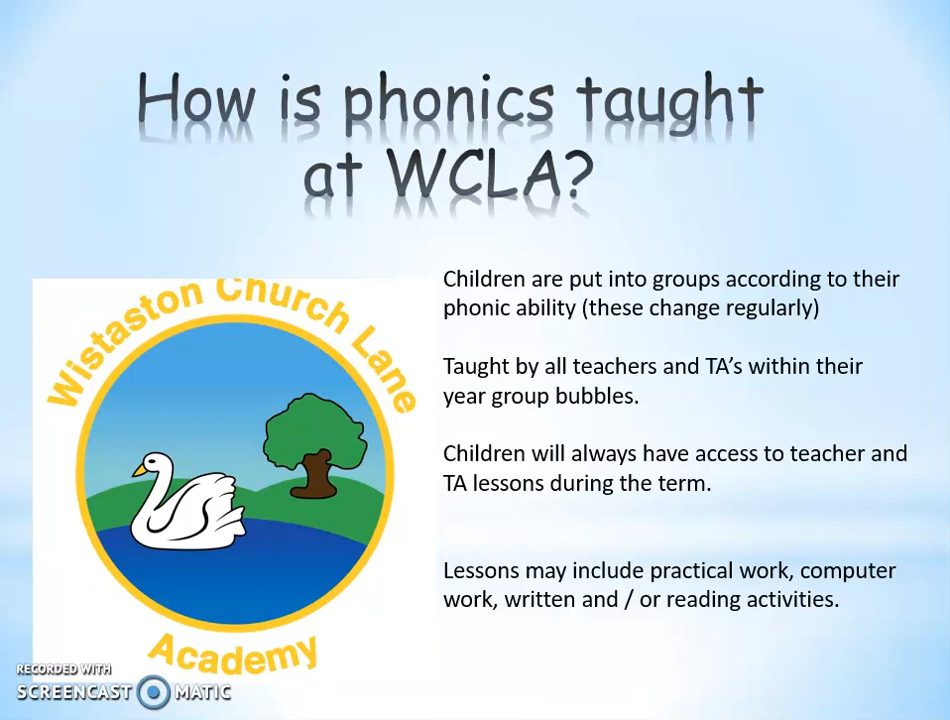 How is phonics taught
at WCLA?
Wistaston Church Lane
Academy
Children are put into groups according to their
phonic ability (these change regularly)
Taught by all teachers and TA’s within their
year group bubbles.
Children will always have access to teacher and
TA lessons during the term.
Lessons may include practical work, computer
work, written and / or reading activities.
RECORDED WITH
SCREENCAST MATIC